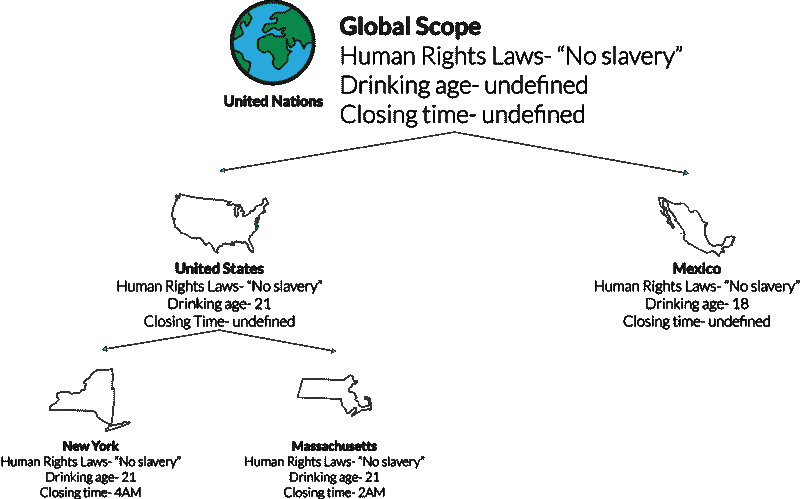 Global Scope
Human Rights Laws- “No slavery”
Drinking age- undefined
Closing time- undefined
United Nations
United States
Human Rights Laws- “No slavery”
Drinking age- 21
Closing Time- undefined
Mexico
Human Rights Laws- “No slavery”
Drinking age- 18
Closing time- undefined
New York
Human Rights Laws- “No slavery”
Drinking age- 21
Closing time- 4AM
Massachusetts
Human Rights Laws- “No slavery”
Drinking age- 21
Closing time- 2AM